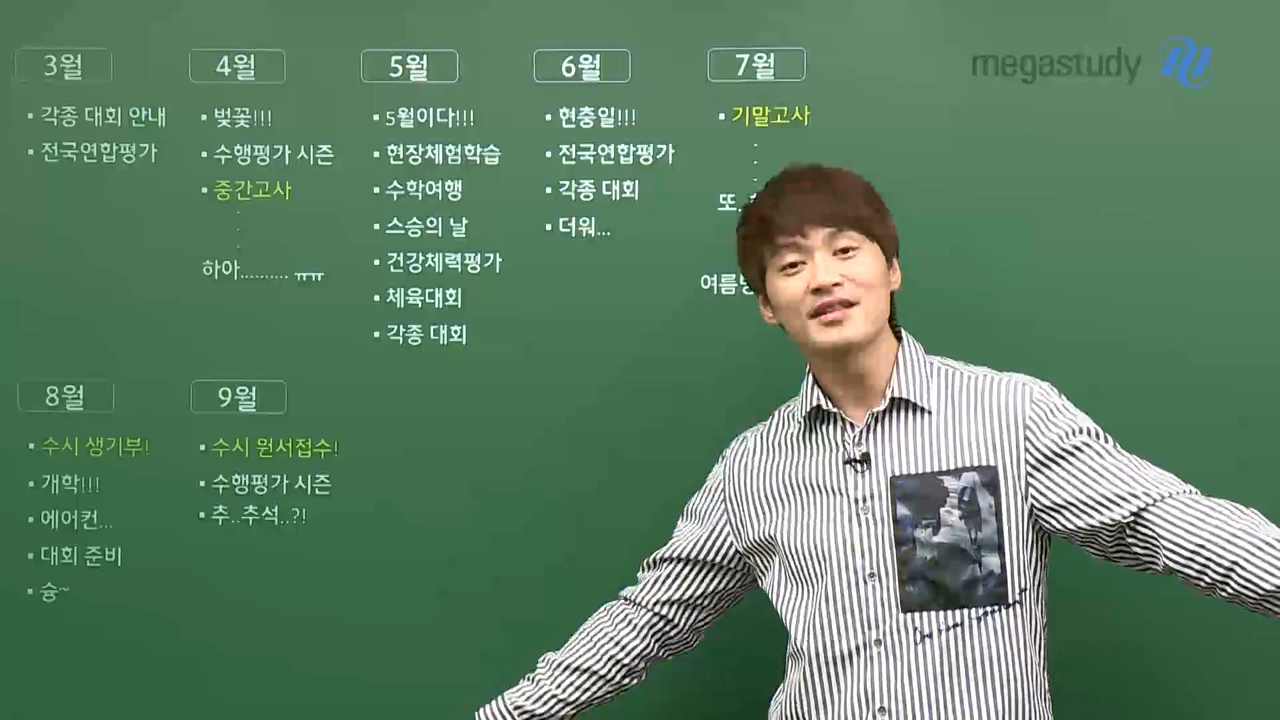 megastudy
3월
▪ 각종 대회 안내
▪ 전국연합평가
4월
▪ 벚꽃!!!
▪ 수행평가 시즌
▪ 중간고사
하아.......... ㅠㅠ
5월
▪ 5월이다!!!
▪ 현장체험학습
▪ 수학여행
▪ 스승의 날
▪ 건강체력평가
▪ 체육대회
▪ 각종 대회
6월
▪ 현충일!!!
▪ 전국연합평가
▪ 각종 대회
▪ 더워...
7월
▪ 기말고사
또..
8월
▪ 수시 생기부!
▪ 개학!!!
▪ 에어컨...
▪ 대회 준비
▪ 슝~
9월
▪ 수시 원서접수!
▪ 수행평가 시즌
▪ 추..추석..?!